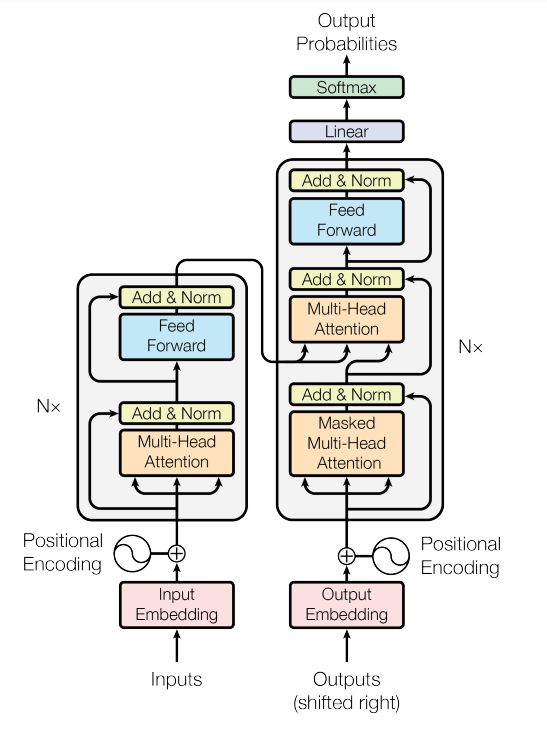 Output
Probabilities
Softmax
Linear
Add & Norm
Feed
Forward
Add & Norm
Multi-Head
Attention
Add & Norm
Masked
Multi-Head
Attention
N×
Add & Norm
Feed
Forward
Add & Norm
Multi-Head
Attention
N×
Positional
Encoding
Positional
Encoding
Input
Embedding
Output
Embedding
Inputs
Outputs
(shifted right)